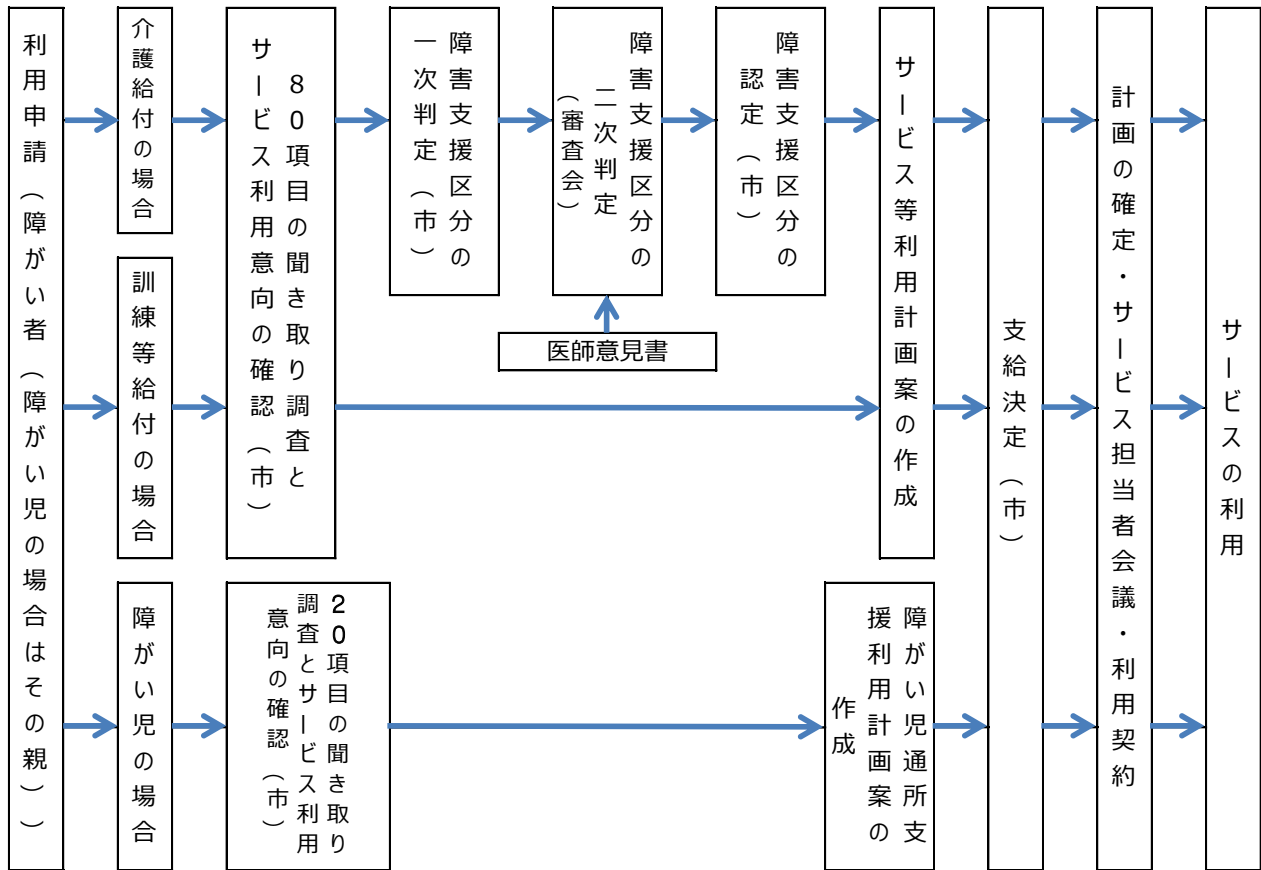 利用申請（障がい者（障がい児の場合はその親））
介護給付の場合
訓練等給付の場合
障がい児の場合
８０項目の聞き取り調査と
サービス利用意向の確認（市）
２０項目の聞き取り
調査とサービス利用
意向の確認（市）
障害支援区分の
一次判定（市）
障害支援区分の
二次判定
（審査会）
医師意見書
障害支援区分の
認定（市）
サービス等利用計画案の作成
障がい児通所支
援利用計画案の
作成
支給決定（市）
計画の確定・サービス担当者会議・利用契約
サービスの利用